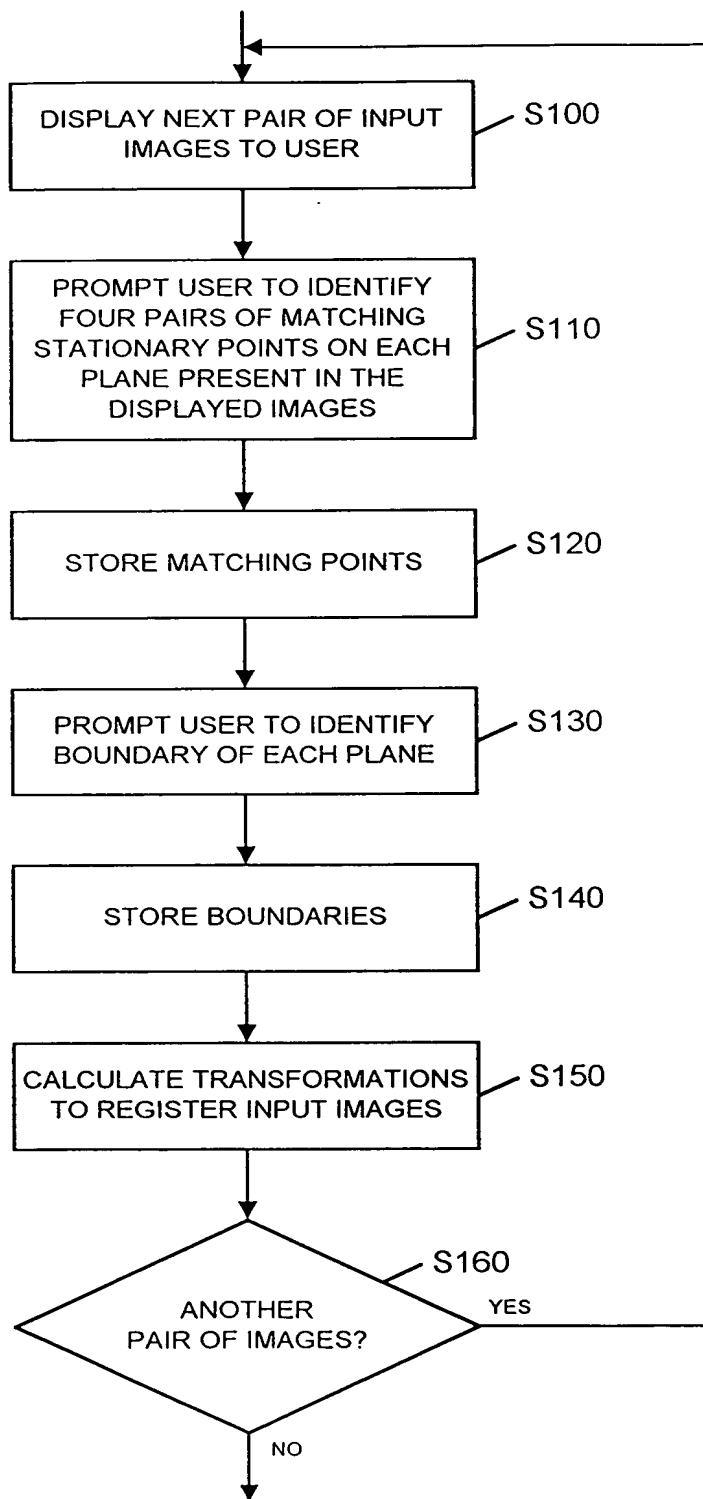 DISPLAY NEXT PAIR OF INPUT
IMAGES TO USER
S100
PROMPT USER TO IDENTIFY
FOUR PAIRS OF MATCHING
STATIONARY POINTS ON EACH
PLANE PRESENT IN THE
DISPLAYED IMAGES
S110
STORE MATCHING POINTS
S120
PROMPT USER TO IDENTIFY
BOUNDARY OF EACH PLANE
S130
STORE BOUNDARIES
S140
CALCULATE TRANSFORMATIONS
TO REGISTER INPUT IMAGES
S150
ANOTHER
PAIR OF IMAGES?
S160
YES
NO